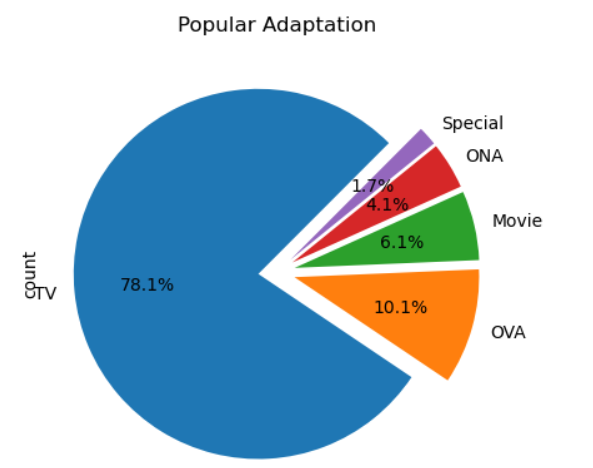 Popular Adaptation
Special
ONA
1.7%
4.1%
Movie
6.1%
count
TV
78.1%
10.1%
OVA